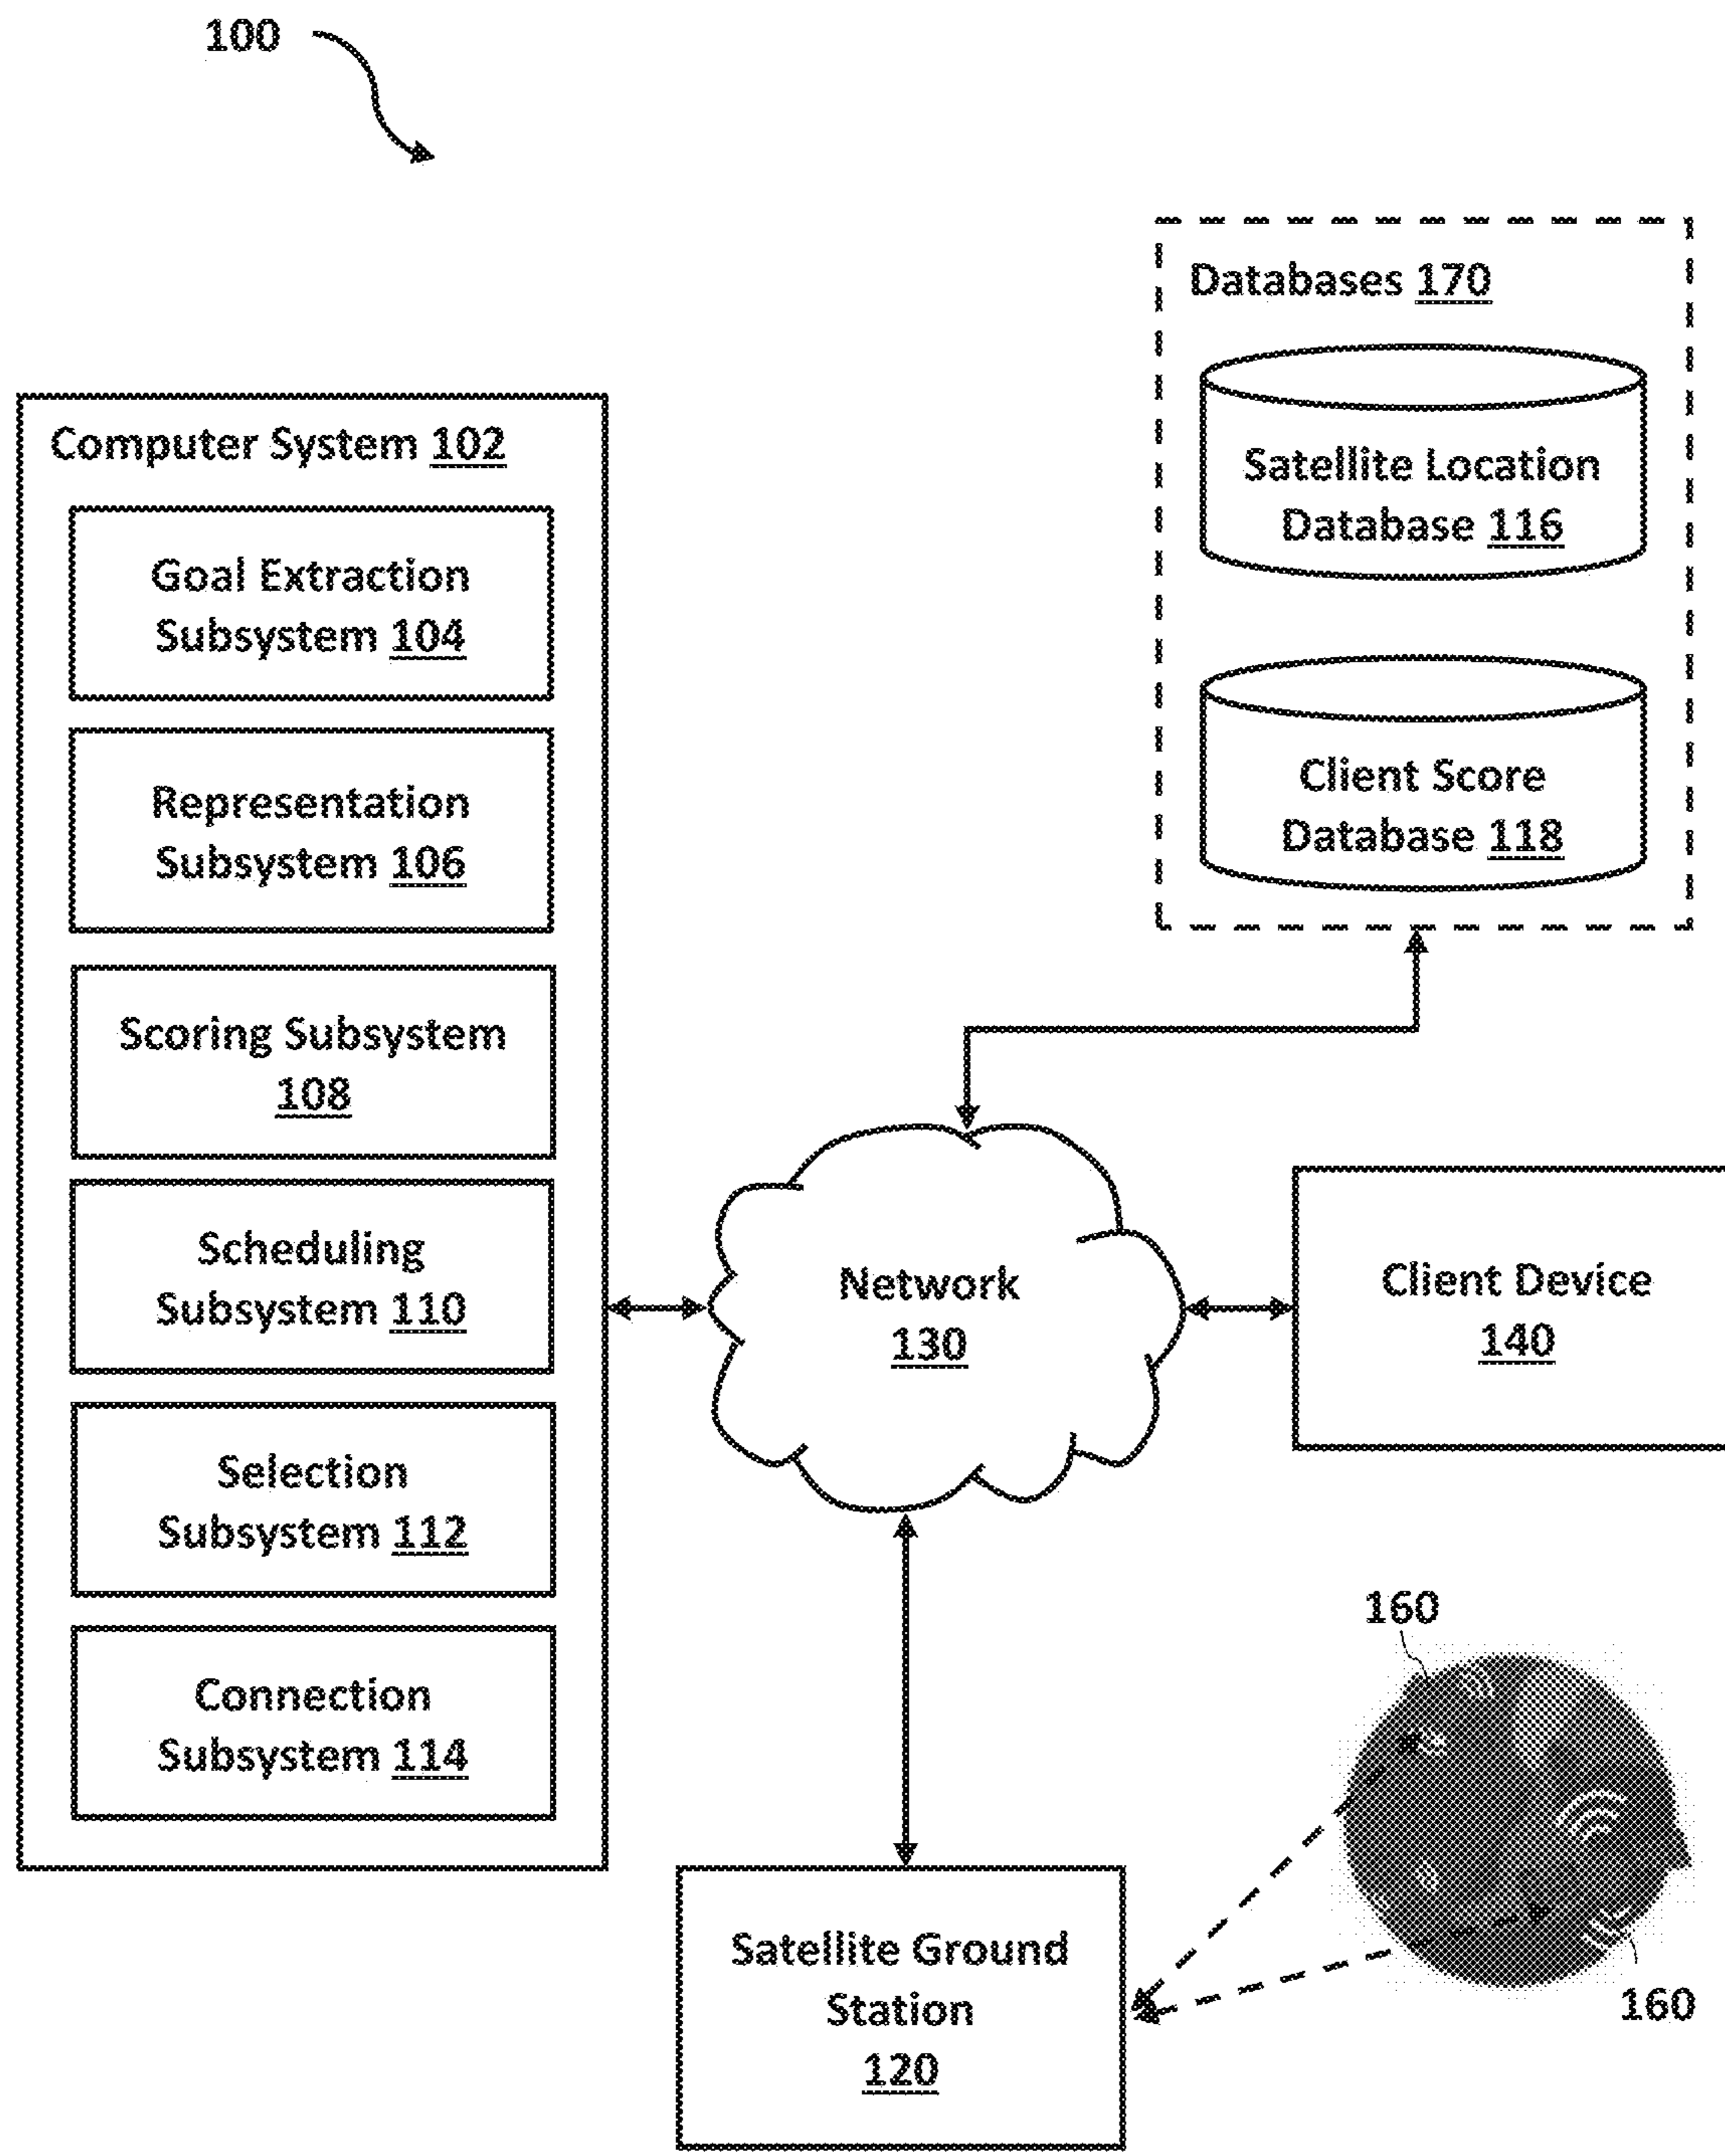 100
Databases 170
Satellite Location
Database 116
Client Score
Database 118
Computer System 102
Goal Extraction
Subsystem 104
Representation
Subsystem 106
Scoring Subsystem
108
Scheduling
Subsystem 110
Selection
Subsystem 112
Connection
Subsystem 114
Network
130
Client Device
140
160
160
Satellite Ground
Station
120